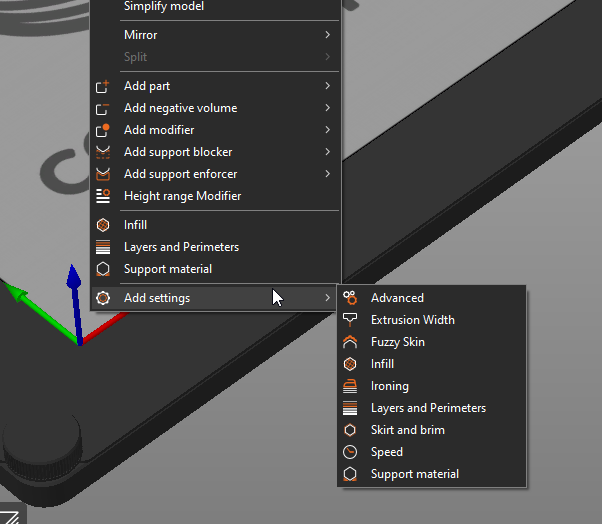 Simplify model
Mirror
Split
Add part
Add negative volume
Add modifier
Add support blocker
Add support enforcer
Height range Modifier
Infill
Layers and Perimeters
Support material
Add settings
Advanced
Extrusion Width
Fuzzy Skin
Infill
Ironing
Layers and Perimeters
Skirt and brim
Speed
Support material